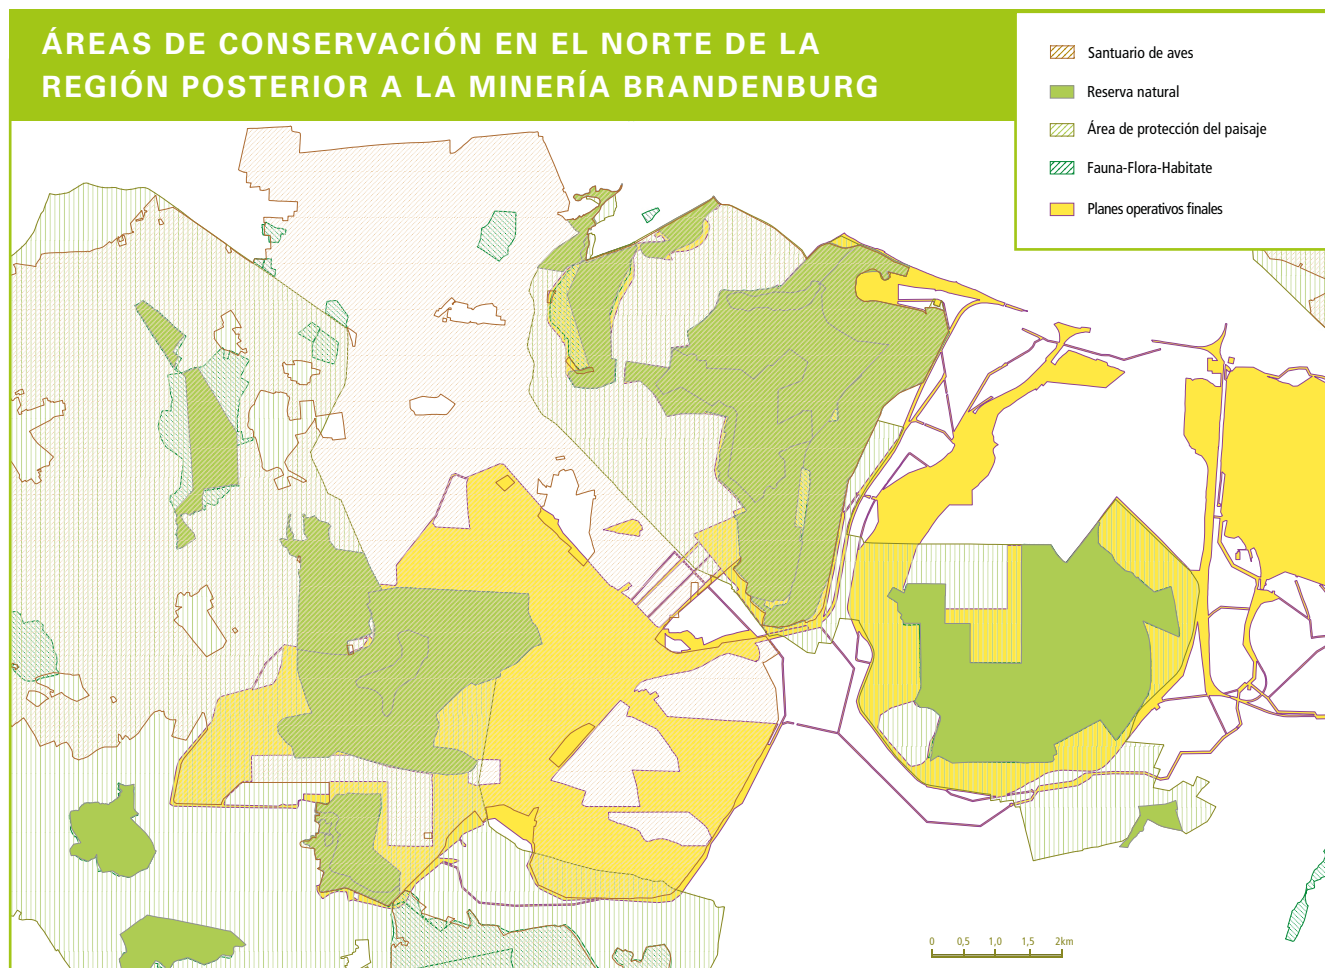 ÁREAS DE CONSERVACIÓN EN EL NORTE DE LA
REGIÓN POSTERIOR A LA MINERÍA BRANDENBURG
Santuario de aves
Reserva natural
Área de protección del paisaje
Fauna-Flora-Habitate
Planes operativos finales
0 0,5 1,0 1,5 2km